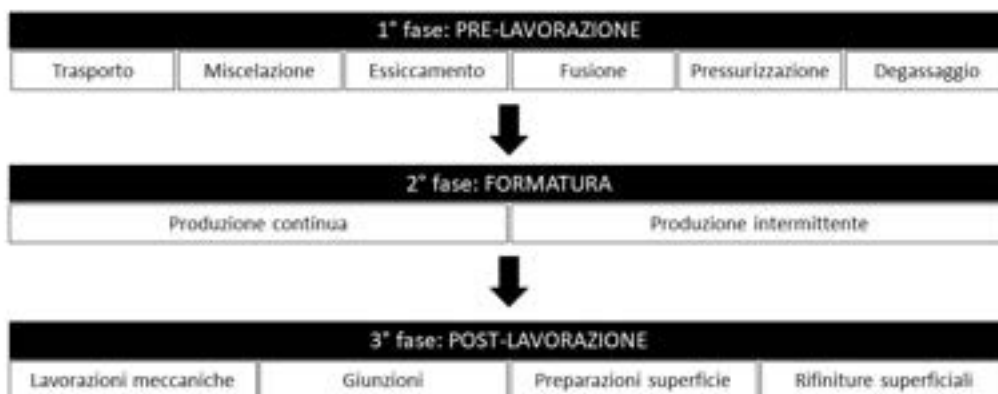 1° fase: PRE-LAVORAZIONE
Trasporto Miscelazione Essiccamento Fusione Pressurizzazione Degassaggio
2° fase: FORMATURA
Produzione continua Produzione intermittente
3° fase: POST-LAVORAZIONE
Lavorazioni meccaniche Giunzioni Preparazioni superficie Rifiniture superficiali